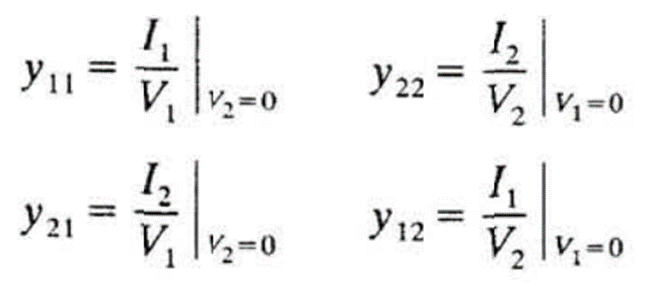 y₁₁ = I₁/V₁ |V₂=0 y₂₂ = I₂/V₂ |V₁=0
y₂₁ = I₂/V₁ |V₂=0 y₁₂ = I₁/V₂ |V₁=0